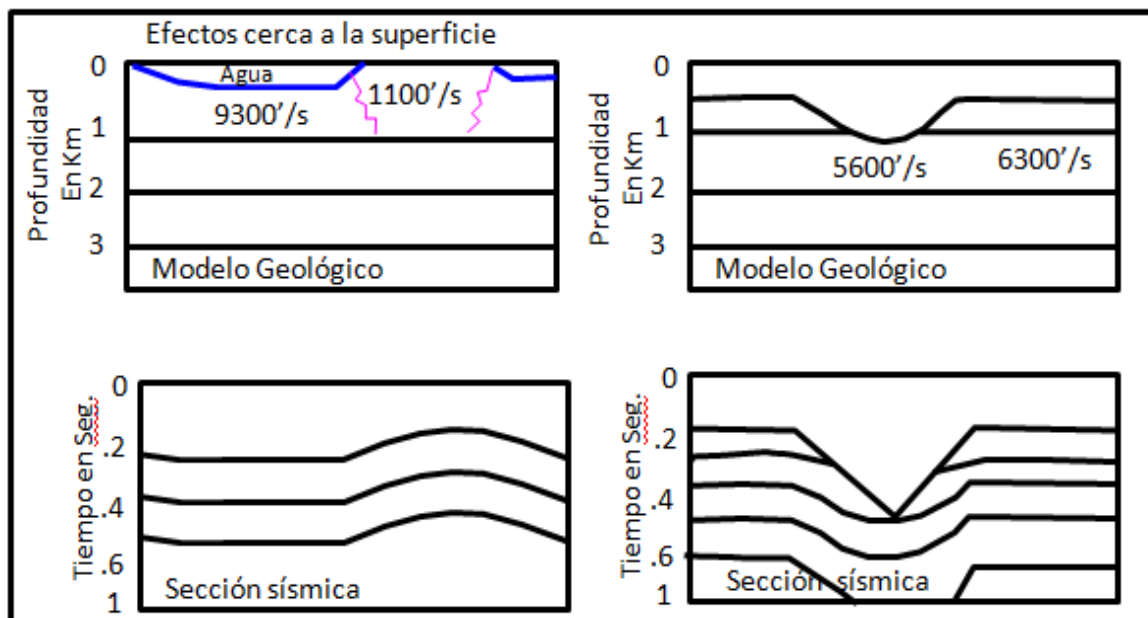 Efectos cerca a la superficie
Profundidad
En Km
0
1
2
3
Agua
9300'/s
1100'/s
Modelo Geológico
Profundidad
En Km
0
1
2
3
5600'/s
6300'/s
Modelo Geológico
Tiempo en Seg.
0
.2
.4
.6
1
Sección sísmica
Tiempo en Seg.
0
.2
.4
.6
1
Sección sísmica